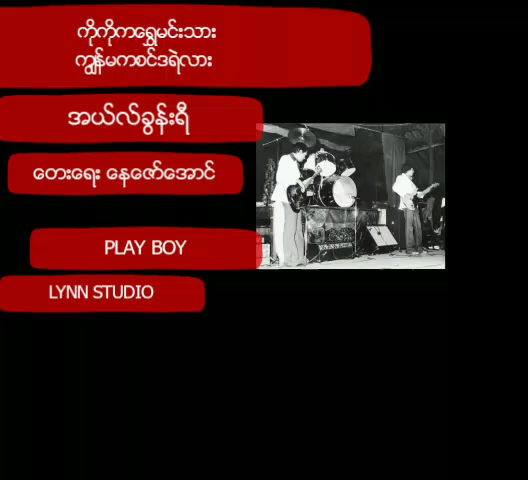 ကိုကိုကရွှေမင်းသား
ကျွန်မကစင်ဒရဲလား
အယ်လ်ခွန်းရီ
တေးရေး နေဇော်အောင်
PLAY BOY
LYNN STUDIO